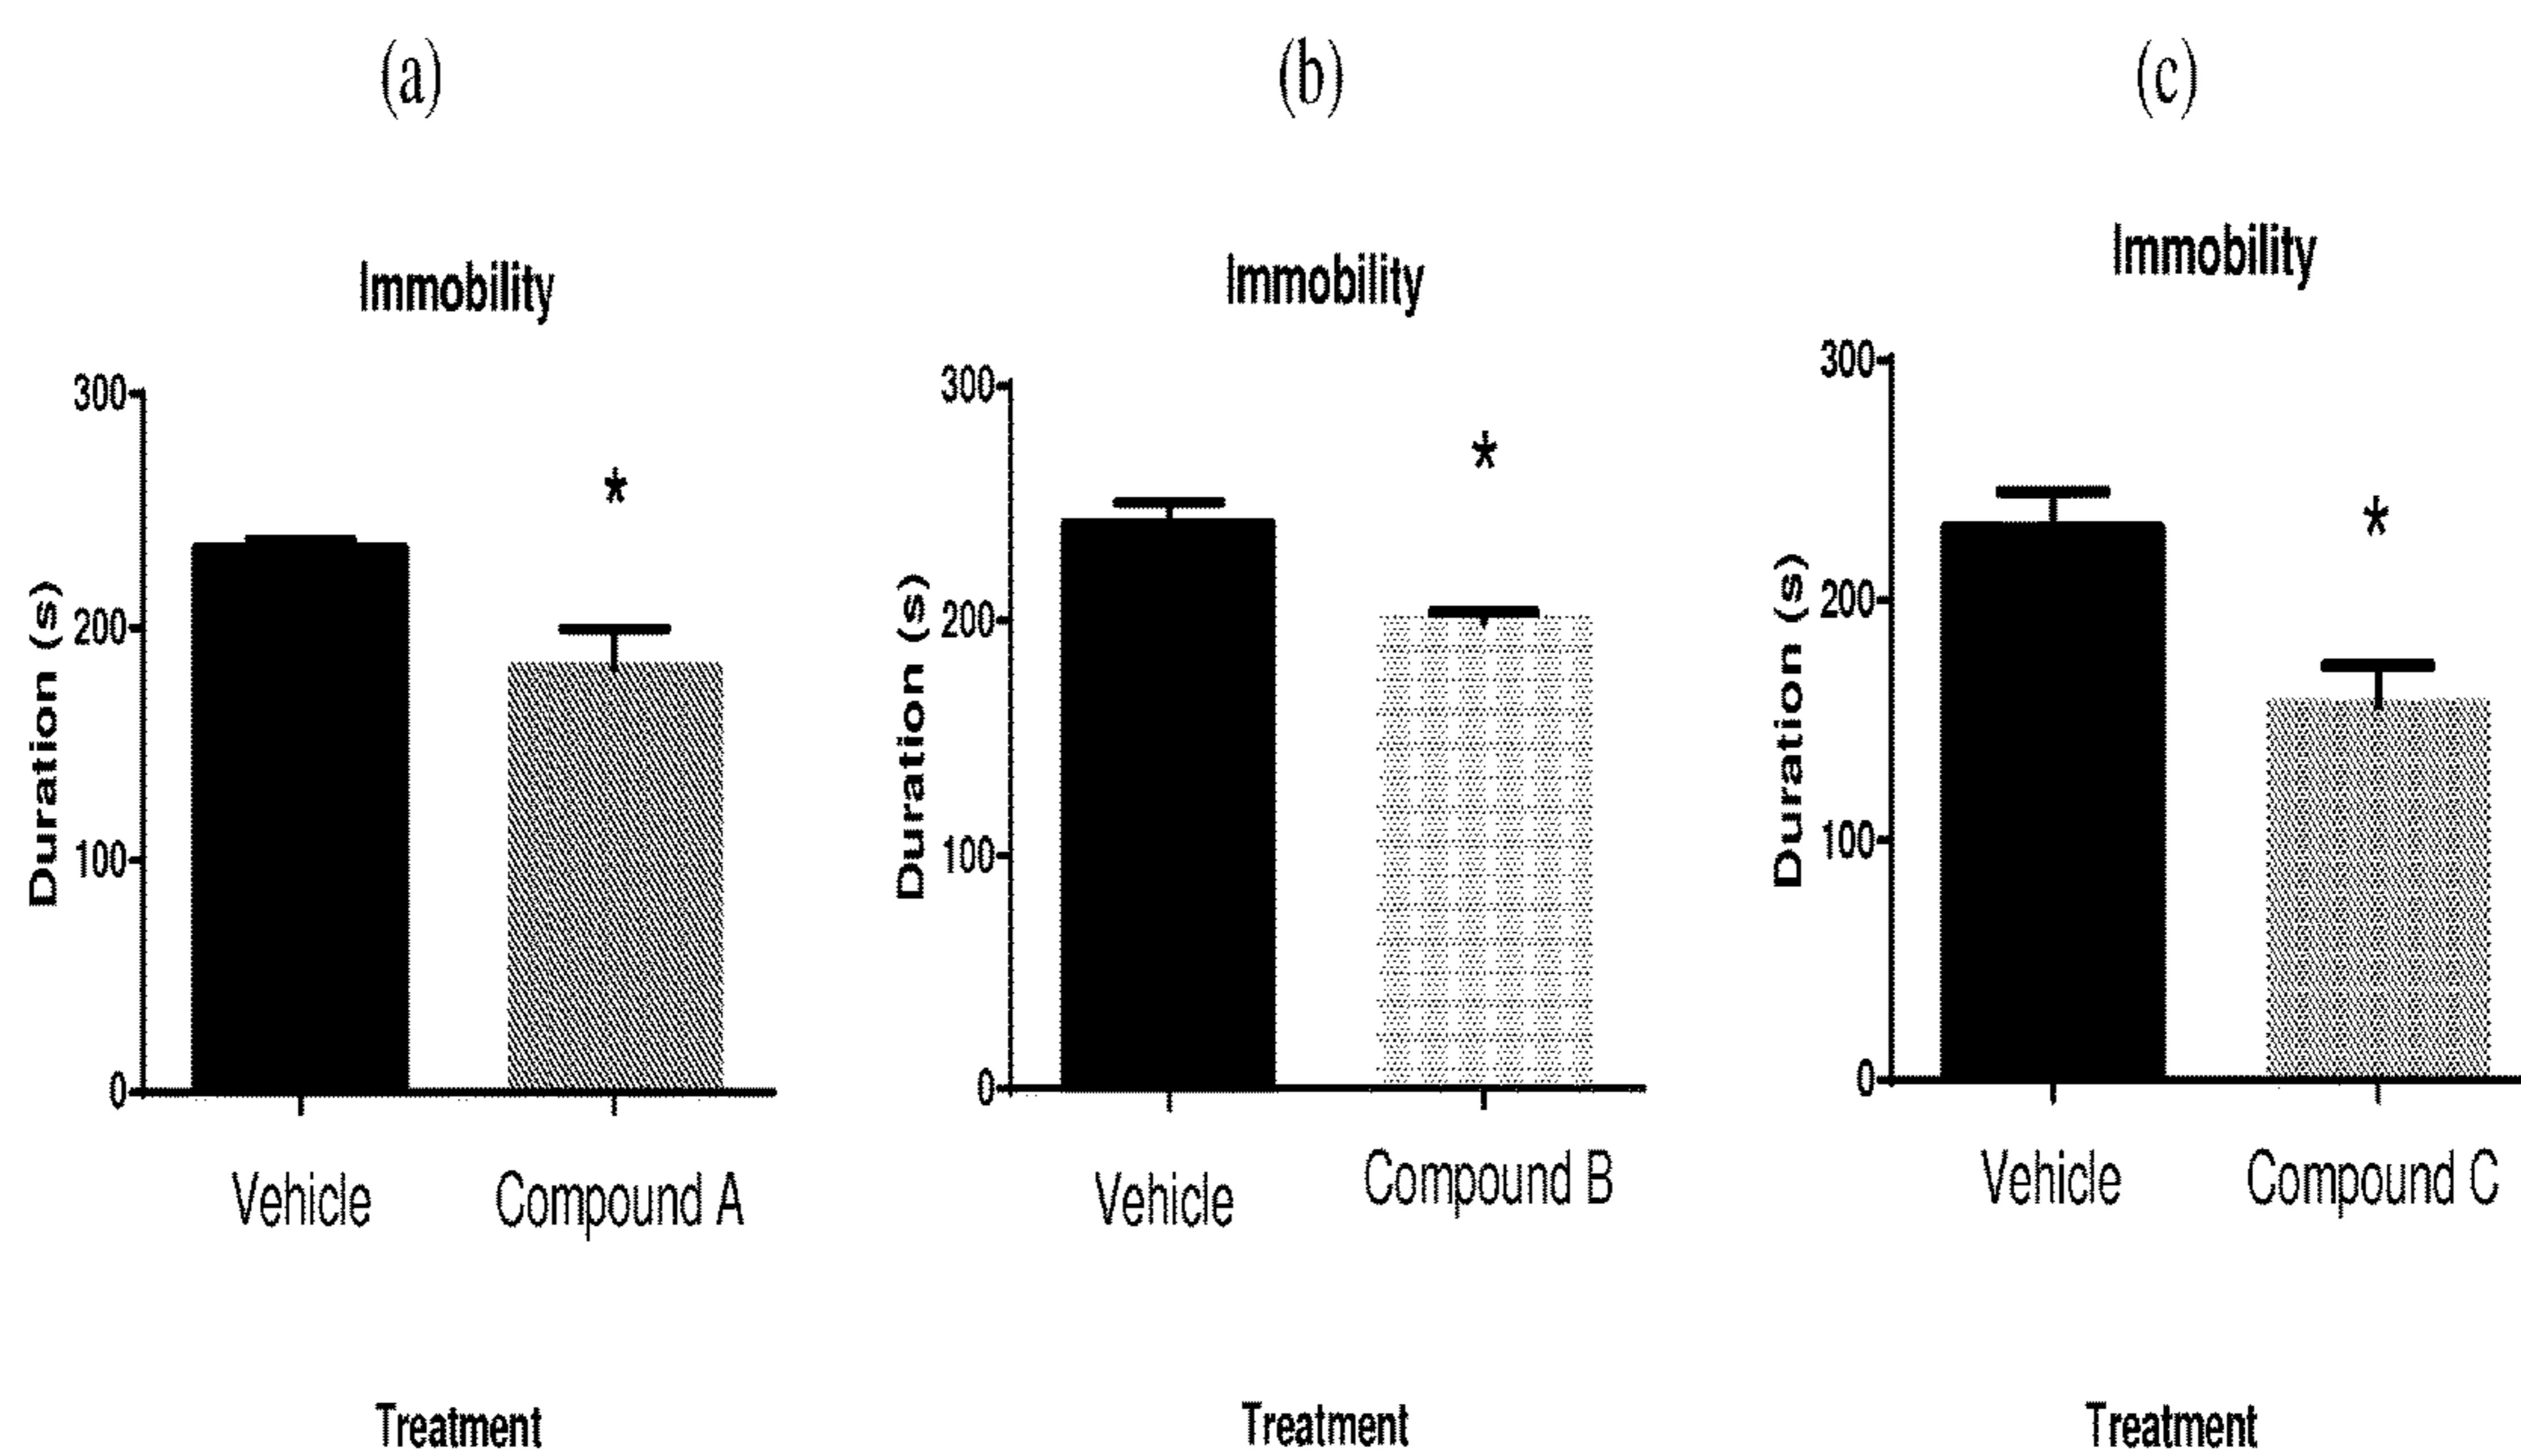 (a)
Immobility
300
200
100
0
Duration (s)
*
Vehicle
Compound A
Treatment
(b)
Immobility
300
200
100
0
Duration (s)
*
Vehicle
Compound B
Treatment
(c)
Immobility
300
200
100
0
Duration (s)
*
Vehicle
Compound C
Treatment